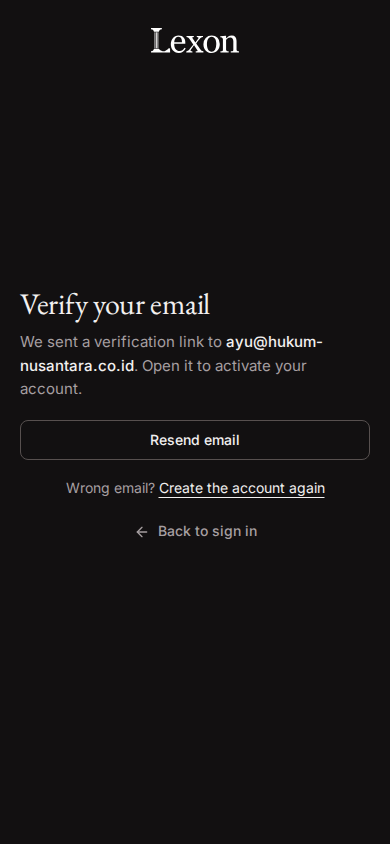 Lexon
Verify your email
We sent a verification link to ayu@hukum-
nusantara.co.id. Open it to activate your
account.
Resend email
Wrong email? Create the account again
← Back to sign in